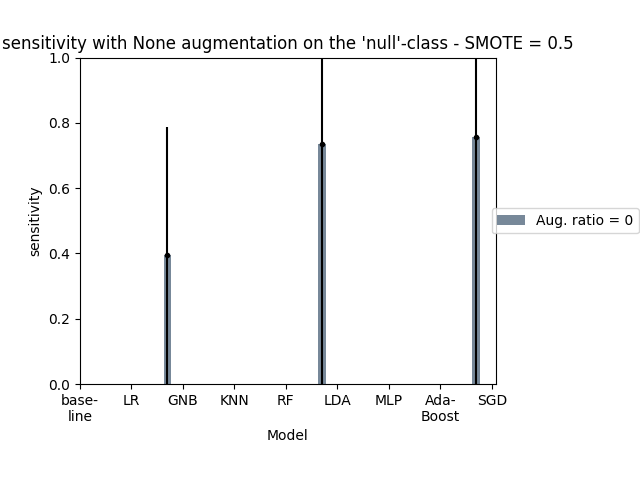 sensitivity with None augmentation on the 'null'-class - SMOTE = 0.5
1.0
0.8
0.6
0.4
0.2
0.0
sensitivity
Aug. ratio = 0
base-
line
LR
GNB
KNN
RF
LDA
MLP
Ada-
Boost
SGD
Model